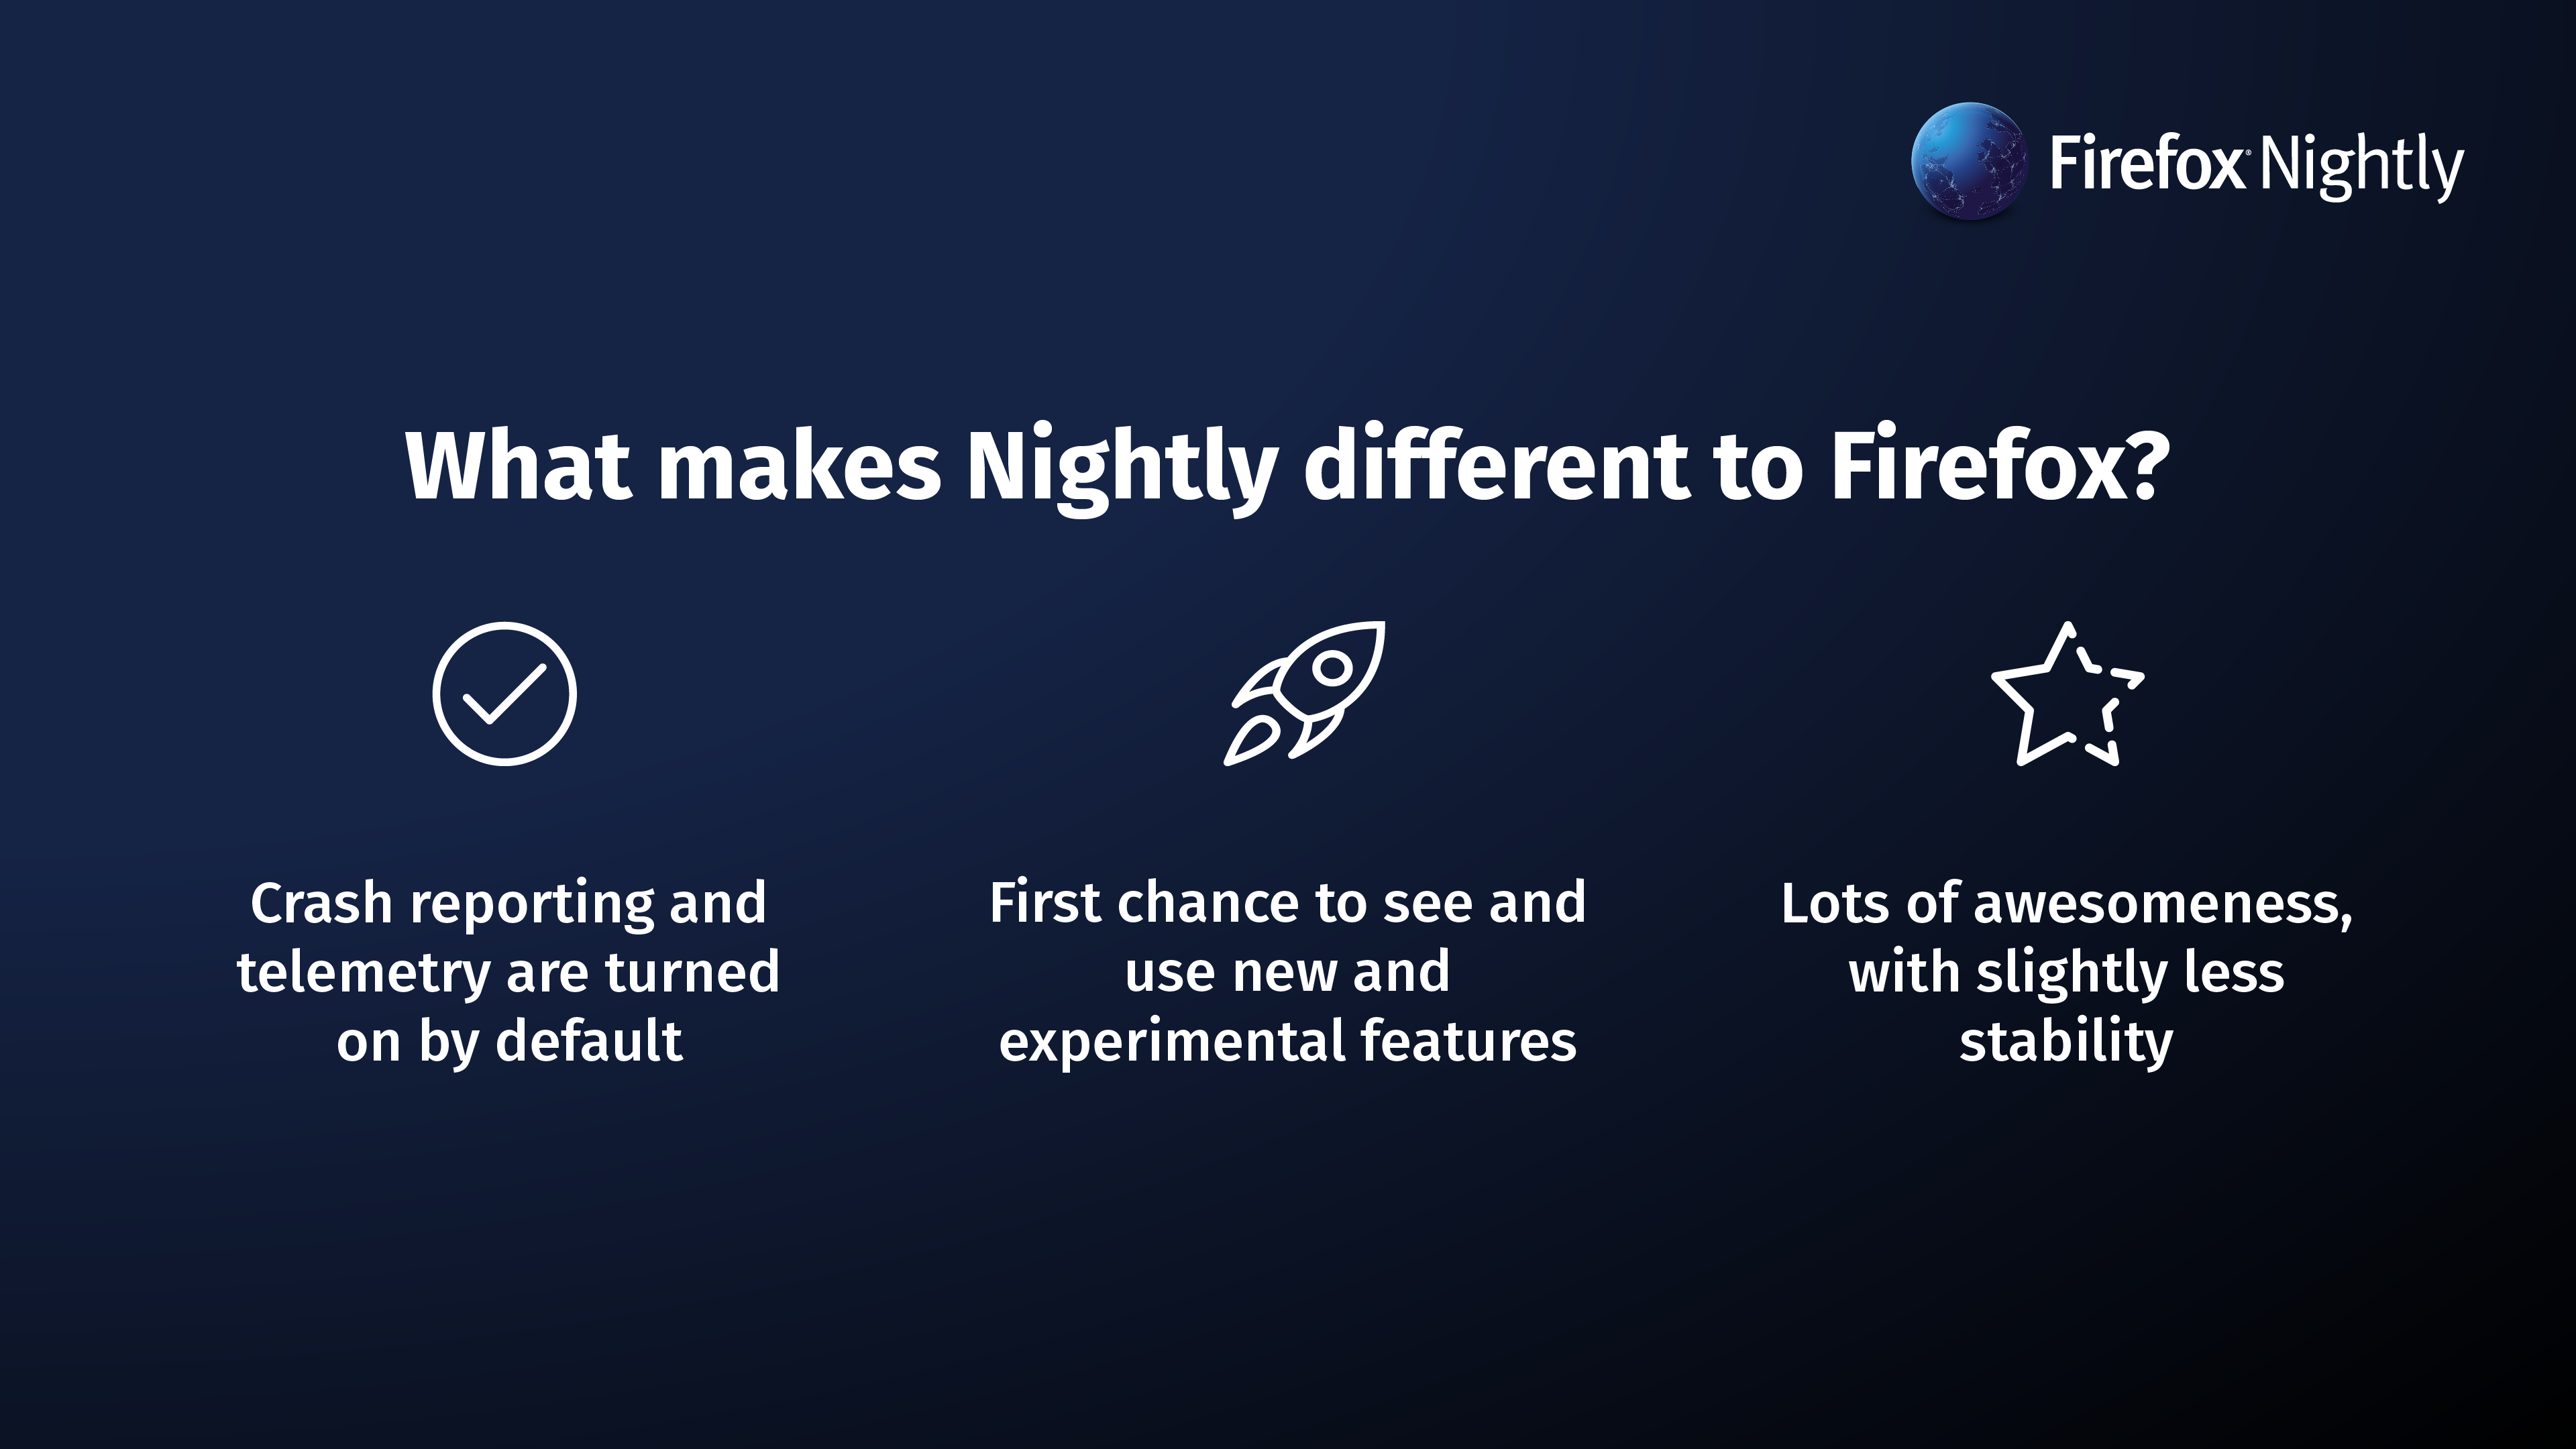 Firefox® Nightly
What makes Nightly different to Firefox?
Crash reporting and
telemetry are turned
on by default
First chance to see and
use new and
experimental features
Lots of awesomeness,
with slightly less
stability